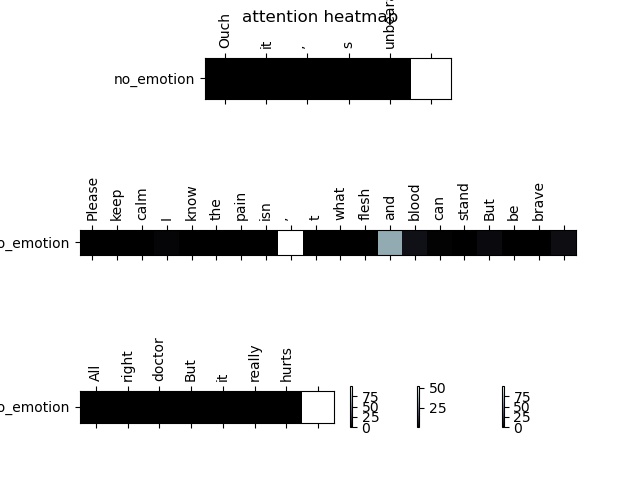 attention heatmap
Ouch it ’ s
no_emotion
Please keep calm I know the pain isn ’ t what flesh and blood can stand But be brave
o_emotion
All right doctor But it really hurts
o_emotion
75 50 25 0
50 25
75 50 25 0